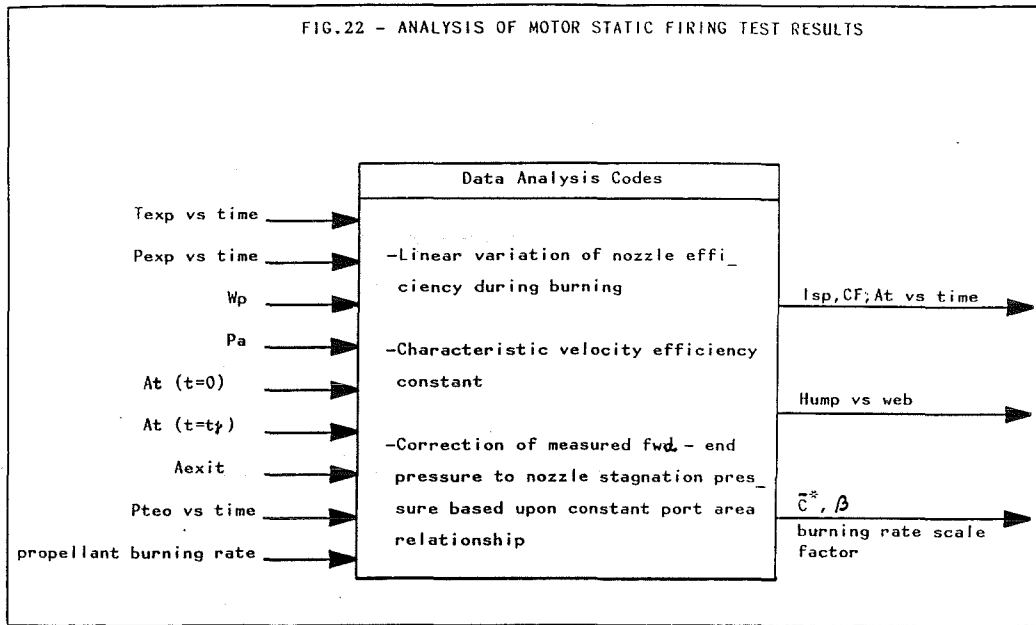 FIG.22 - ANALYSIS OF MOTOR STATIC FIRING TEST RESULTS
Data Analysis Codes
Texp vs time
Pexp vs time
Wp
Pa
At (t=0)
At (t=tf)
Aexit
Pteo vs time
propellant burning rate
-Linear variation of nozzle effi_
ciency during burning
-Characteristic velocity efficiency
constant
-Correction of measured fwd - end
pressure to nozzle stagnation pres_
sure based upon constant port area
relationship
Isp,CF;At vs time
Hump vs web
C̄*, β
burning rate scale
factor